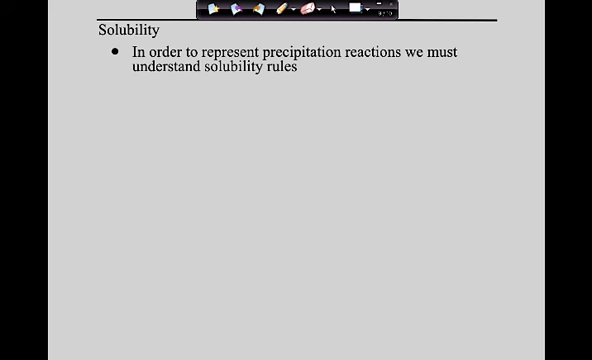 Solubility
• In order to represent precipitation reactions we must
understand solubility rules